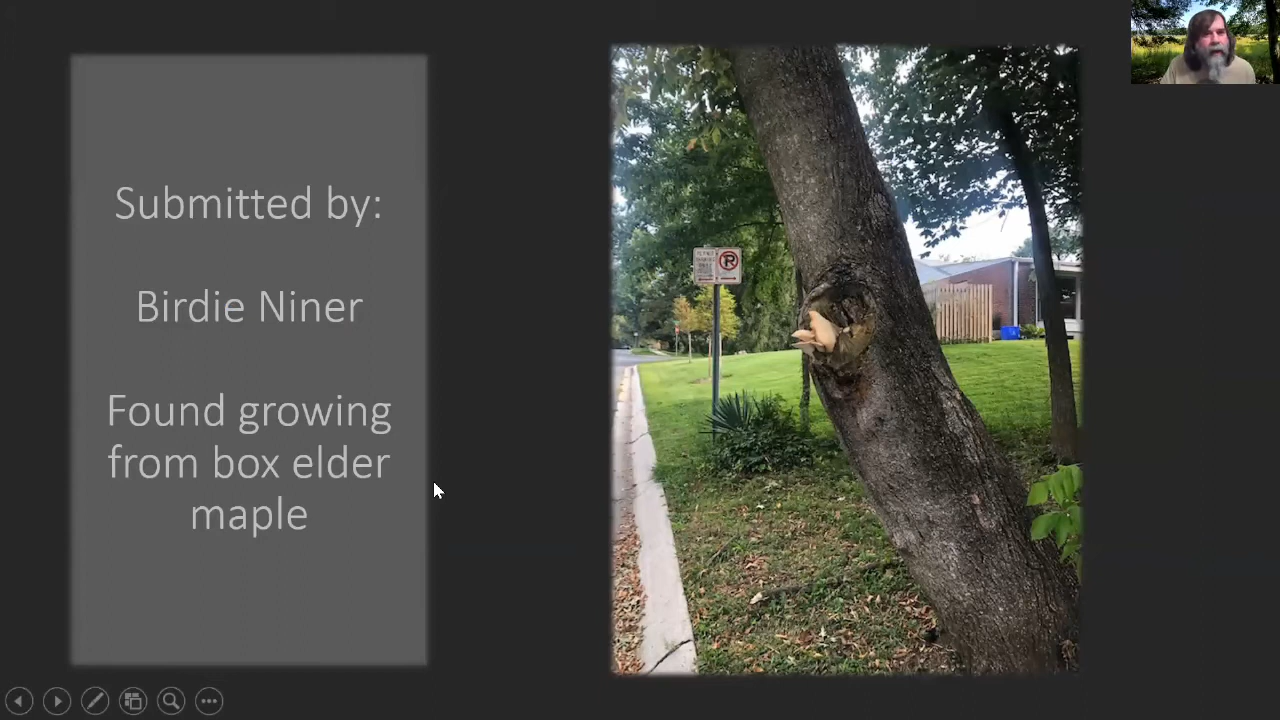 Submitted by:
Birdie Niner
Found growing
from box elder
maple